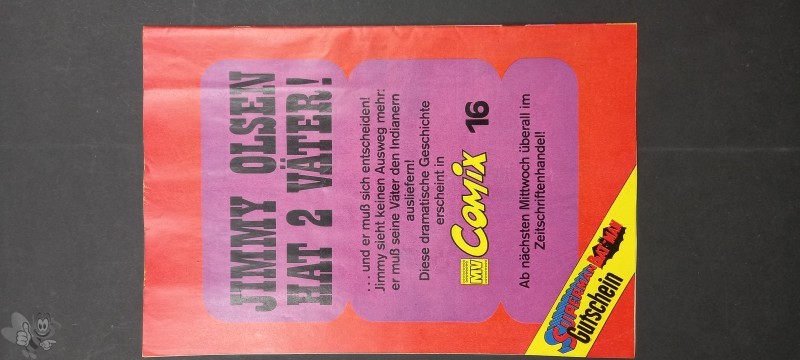 JIMMY OLSEN
HAT 2 VÄTER!
...und er muß sich entscheiden!
Jimmy sieht keinen Ausweg mehr:
er muß seine Väter den Indianern
ausliefern!
Diese dramatische Geschichte
erscheint in
MV Comix 16
Ab nächsten Mittwoch überall im
Zeitschriftenhandel!
SUPERMAN BATMAN
Gutschein